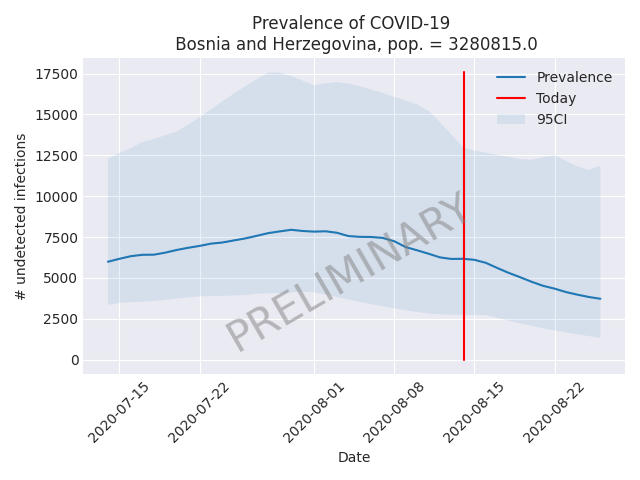 Prevalence of COVID-19
Bosnia and Herzegovina, pop. = 3280815.0
17500
15000
12500
10000
7500
5000
2500
0
# undetected infections
Prevalence
Today
95CI
PRELIMINARY
2020-07-15
2020-07-22
2020-08-01
2020-08-08
2020-08-15
2020-08-22
Date